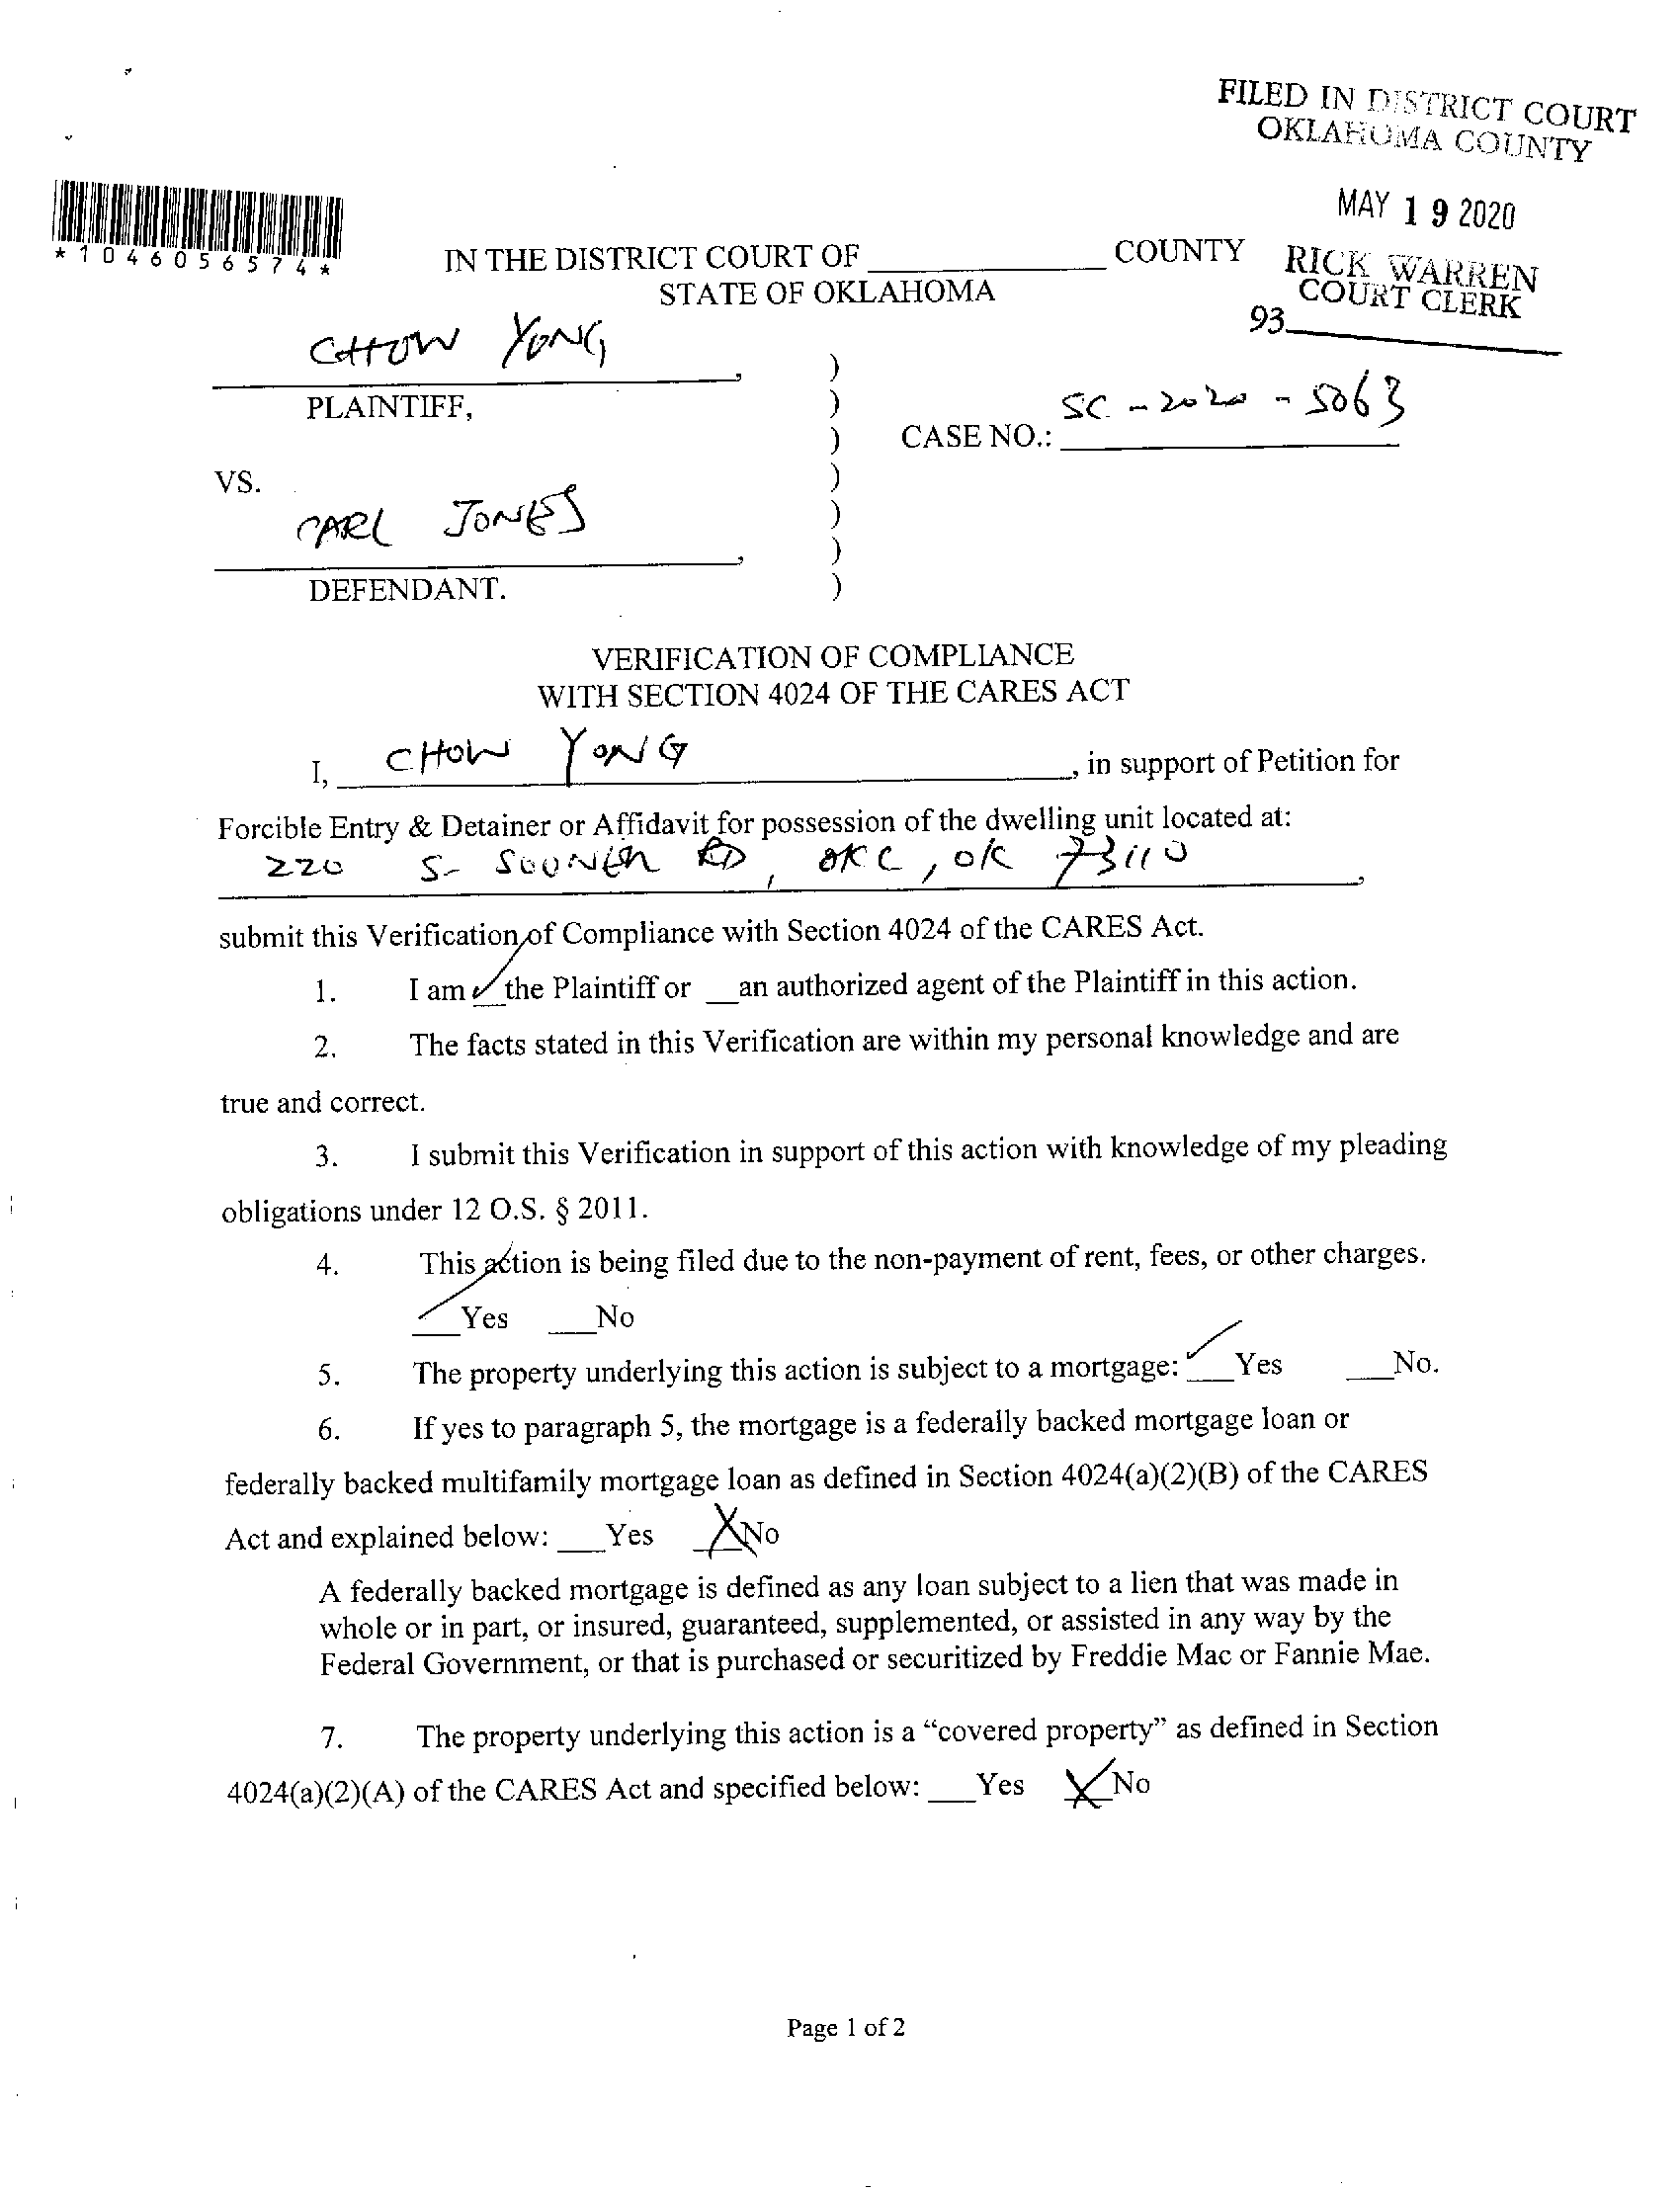 FILED IN DISTRICT COURT
OKLAHOMA COUNTY
MAY 19 2020
RICK WARREN
COURT CLERK
93
*1046056574*
IN THE DISTRICT COURT OF ____________ COUNTY
STATE OF OKLAHOMA
CHOW YONG,
PLAINTIFF,
SC-2020-5063
CASE NO.:
VS.
CARL JONES,
DEFENDANT.
)
)
)
)
)
)
)
VERIFICATION OF COMPLIANCE
WITH SECTION 4024 OF THE CARES ACT
I, CHOW YONG, in support of Petition for
Forcible Entry & Detainer or Affidavit for possession of the dwelling unit located at:
220 S- SOONER RD, OKC, OK 73110,
submit this Verification of Compliance with Section 4024 of the CARES Act.
1. I am ✓ the Plaintiff or __an authorized agent of the Plaintiff in this action.
2. The facts stated in this Verification are within my personal knowledge and are
true and correct.
3. I submit this Verification in support of this action with knowledge of my pleading
obligations under 12 O.S. § 2011.
4. This action is being filed due to the non-payment of rent, fees, or other charges.
✓ Yes ___No
5. The property underlying this action is subject to a mortgage: ✓ Yes ___No.
6. If yes to paragraph 5, the mortgage is a federally backed mortgage loan or
federally backed multifamily mortgage loan as defined in Section 4024(a)(2)(B) of the CARES
Act and explained below: ___Yes X No
A federally backed mortgage is defined as any loan subject to a lien that was made in
whole or in part, or insured, guaranteed, supplemented, or assisted in any way by the
Federal Government, or that is purchased or securitized by Freddie Mac or Fannie Mae.
7. The property underlying this action is a “covered property” as defined in Section
4024(a)(2)(A) of the CARES Act and specified below: ___Yes X No
Page 1 of 2